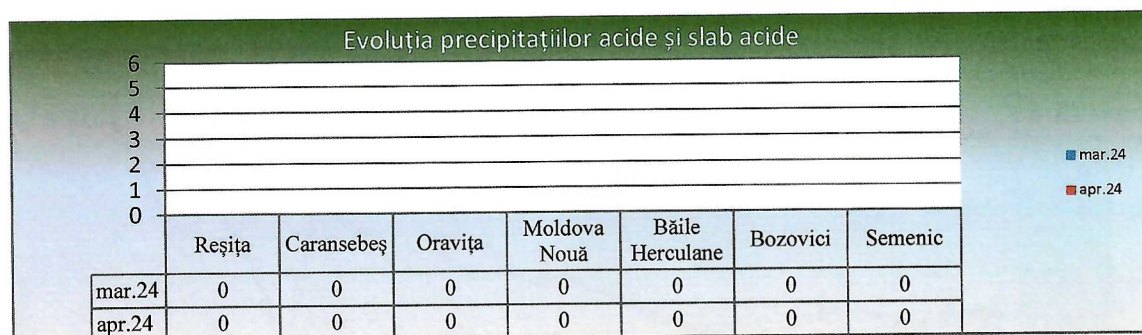 Evoluția precipitațiilor acide și slab acide
6
5
4
3
2
1
0
mar.24
apr.24
Reșița Caransebeș Oravița Moldova Nouă Băile Herculane Bozovici Semenic
mar.24 0 0 0 0 0 0 0
apr.24 0 0 0 0 0 0 0